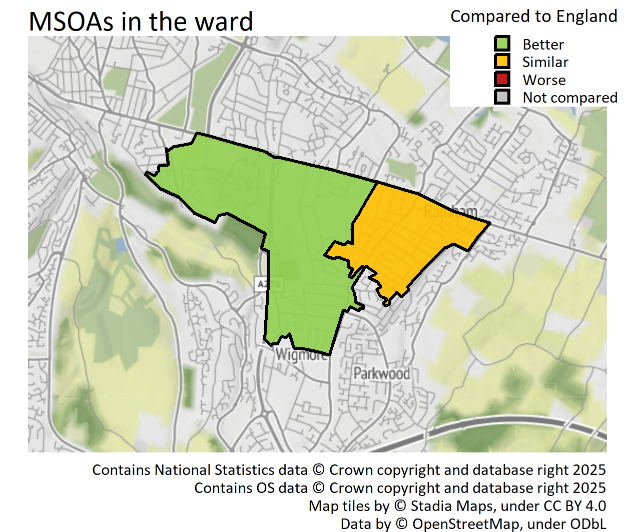 MSOAs in the ward
Compared to England
Better
Similar
Worse
Not compared
Rainham
Wigmore
Parkwood
Contains National Statistics data © Crown copyright and database right 2025
Contains OS data © Crown copyright and database right 2025
Map tiles by © Stadia Maps, under CC BY 4.0
Data by © OpenStreetMap, under ODbL